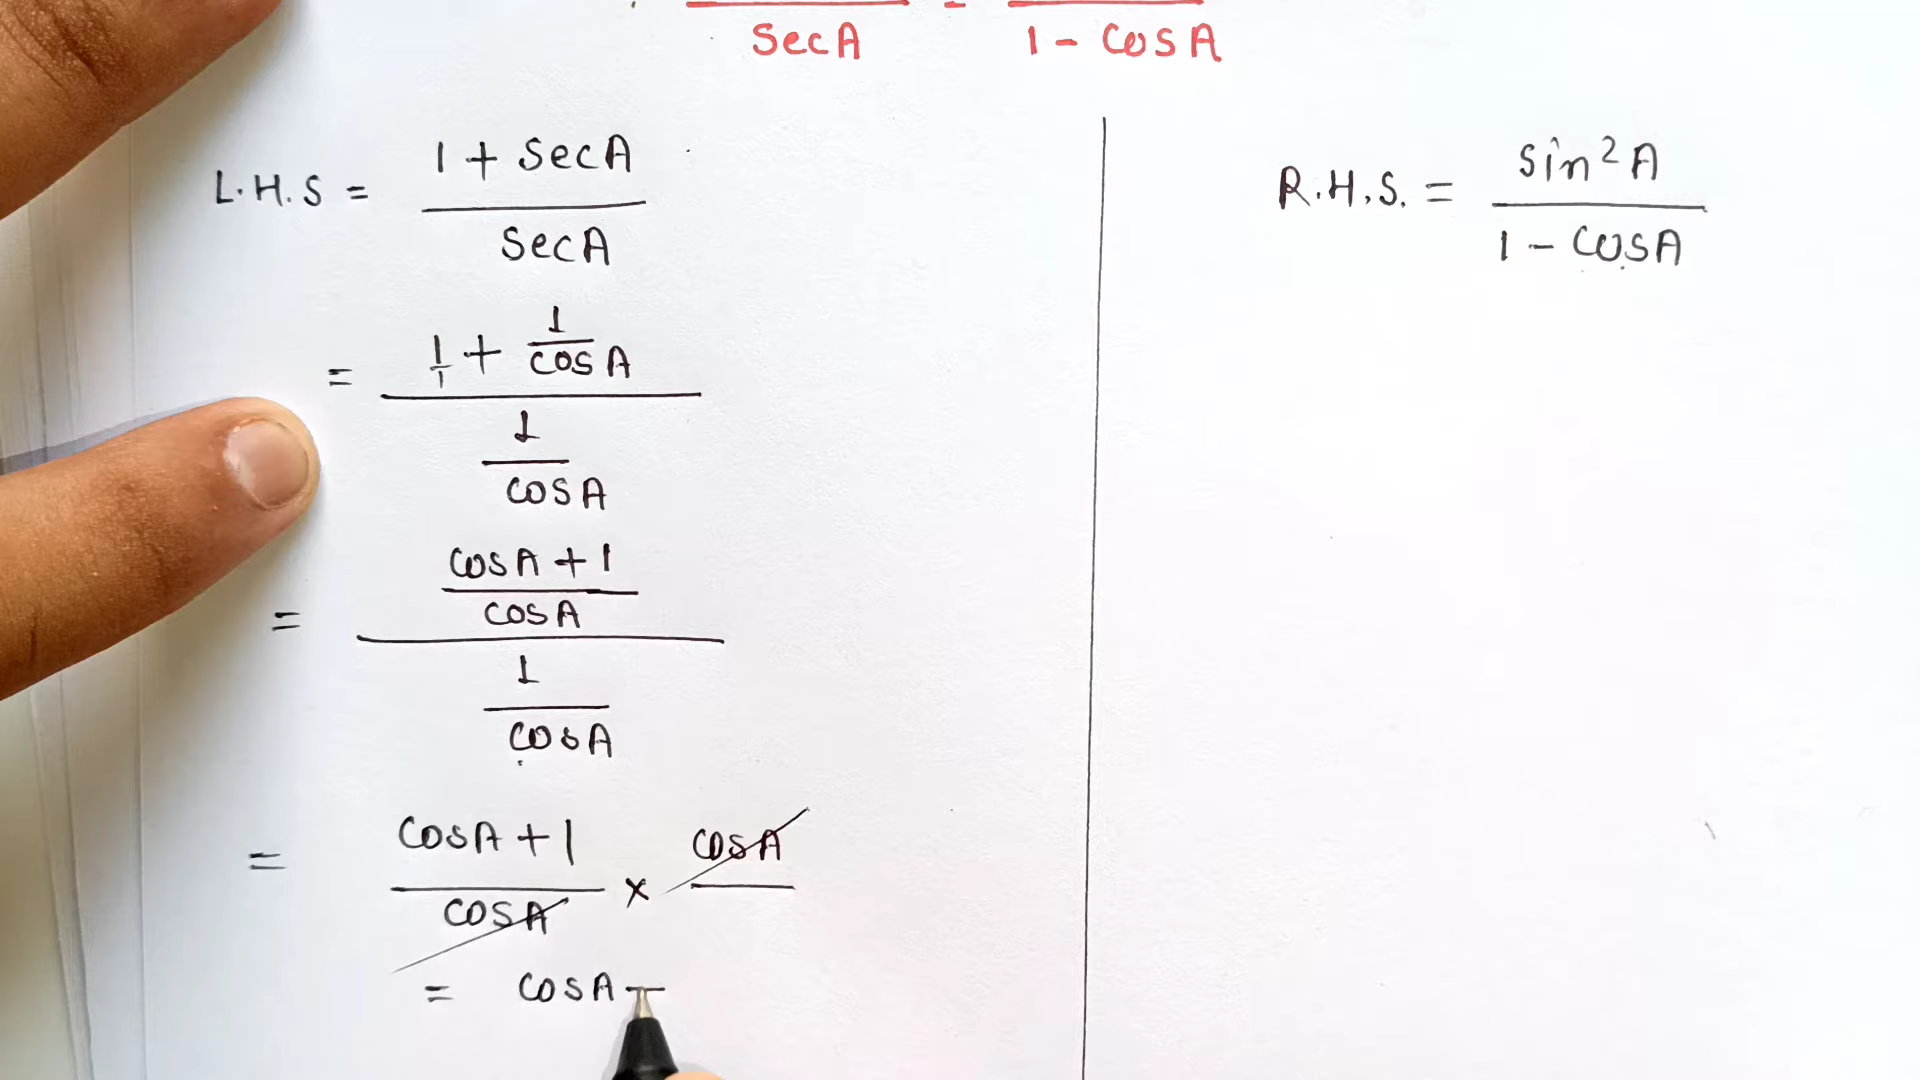 SecA = 1 - COSA
L.H.S = 1 + SecA
SecA
= 1/1 + 1/COSA
1/COSA
= COSA + 1
COSA
1
COSA
= COSA + 1 / COSA × COSA
= COSA -
R.H.S. = Sin²A
1 - COSA